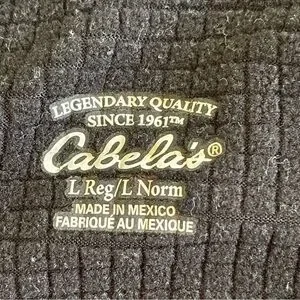 LEGENDARY QUALITY
SINCE 1961™
Cabela's®
L Reg/L Norm
MADE IN MEXICO
FABRIQUÉ AU MEXIQUE